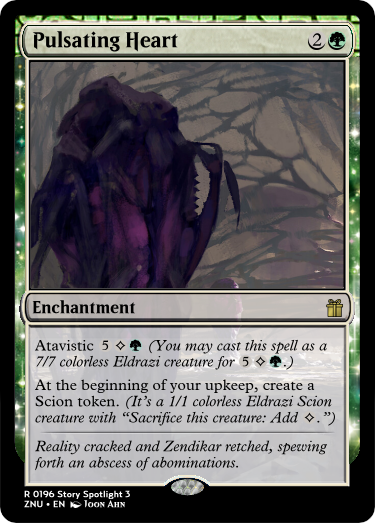 Pulsating Heart 2
Enchantment
Atavistic 5 (You may cast this spell as a
7/7 colorless Eldrazi creature for 5 .)
At the beginning of your upkeep, create a
Scion token. (It's a 1/1 colorless Eldrazi Scion
creature with “Sacrifice this creature: Add .”)
Reality cracked and Zendikar retched, spewing
forth an abscess of abominations.
R 0196 Story Spotlight 3
ZNU • EN Joon Ahn